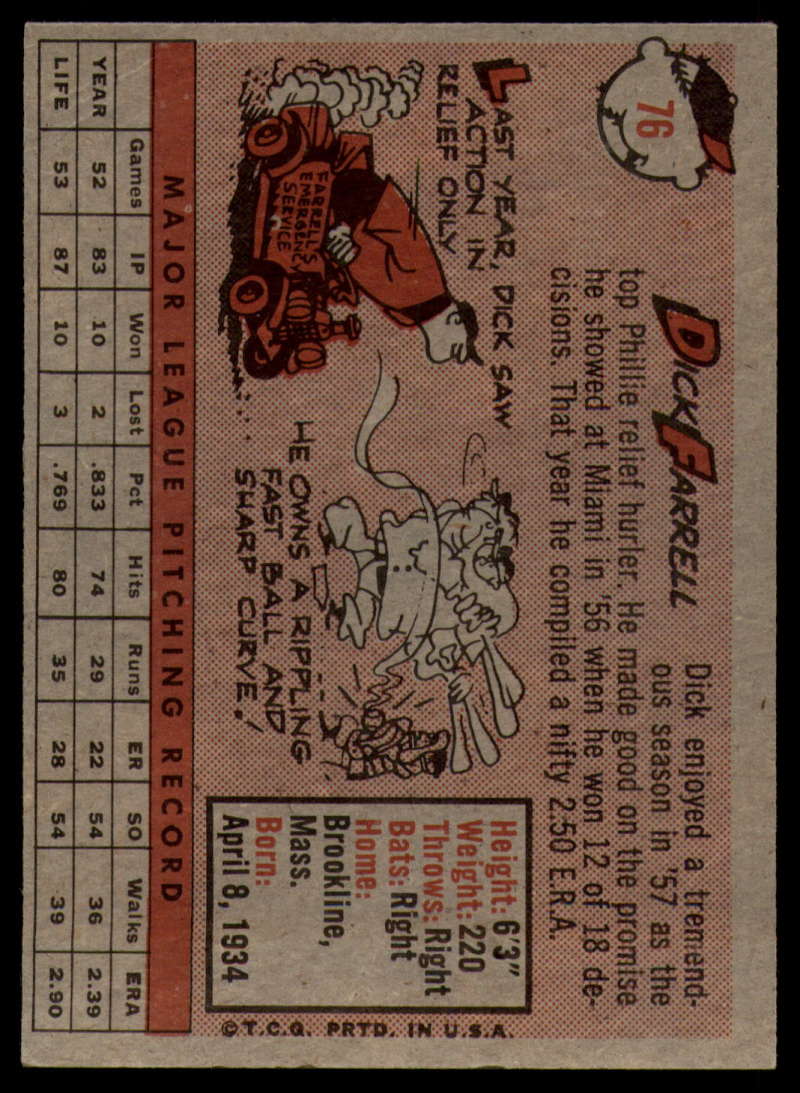 76
DICK FARRELL
Dick enjoyed a tremend-
ous season in '57 as the
top Phillie relief hurler. He made good on the promise
he showed at Miami in '56 when he won 12 of 18 de-
cisions. That year he compiled a nifty 2.50 E.R.A.
LAST YEAR, DICK SAW
ACTION IN
RELIEF ONLY
FARRELL'S
EMERGENCY
SERVICE
HE OWNS A RIPPLING
FAST BALL AND
SHARP CURVE!
Height: 6'3"
Weight: 220
Throws: Right
Bats: Right
Home:
Brookline,
Mass.
Born:
April 8, 1934
©T.C.G. PRTD. IN U.S.A.
MAJOR LEAGUE PITCHING RECORD
Games IP Won Lost Pct Hits Runs ER SO Walks ERA
YEAR 52 83 10 2 .833 74 29 22 54 36 2.39
LIFE 53 87 10 3 .769 80 35 28 54 39 2.90